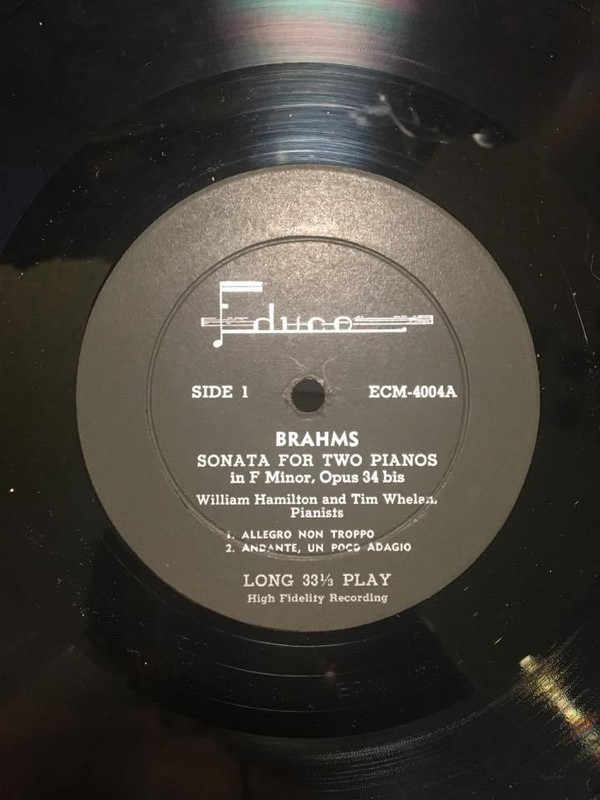 Educo
SIDE 1 ECM-4004A
BRAHMS
SONATA FOR TWO PIANOS
in F Minor, Opus 34 bis
William Hamilton and Tim Whelan,
Pianists
1. ALLEGRO NON TROPPO
2. ANDANTE, UN POCO ADAGIO
LONG 33⅓ PLAY
High Fidelity Recording